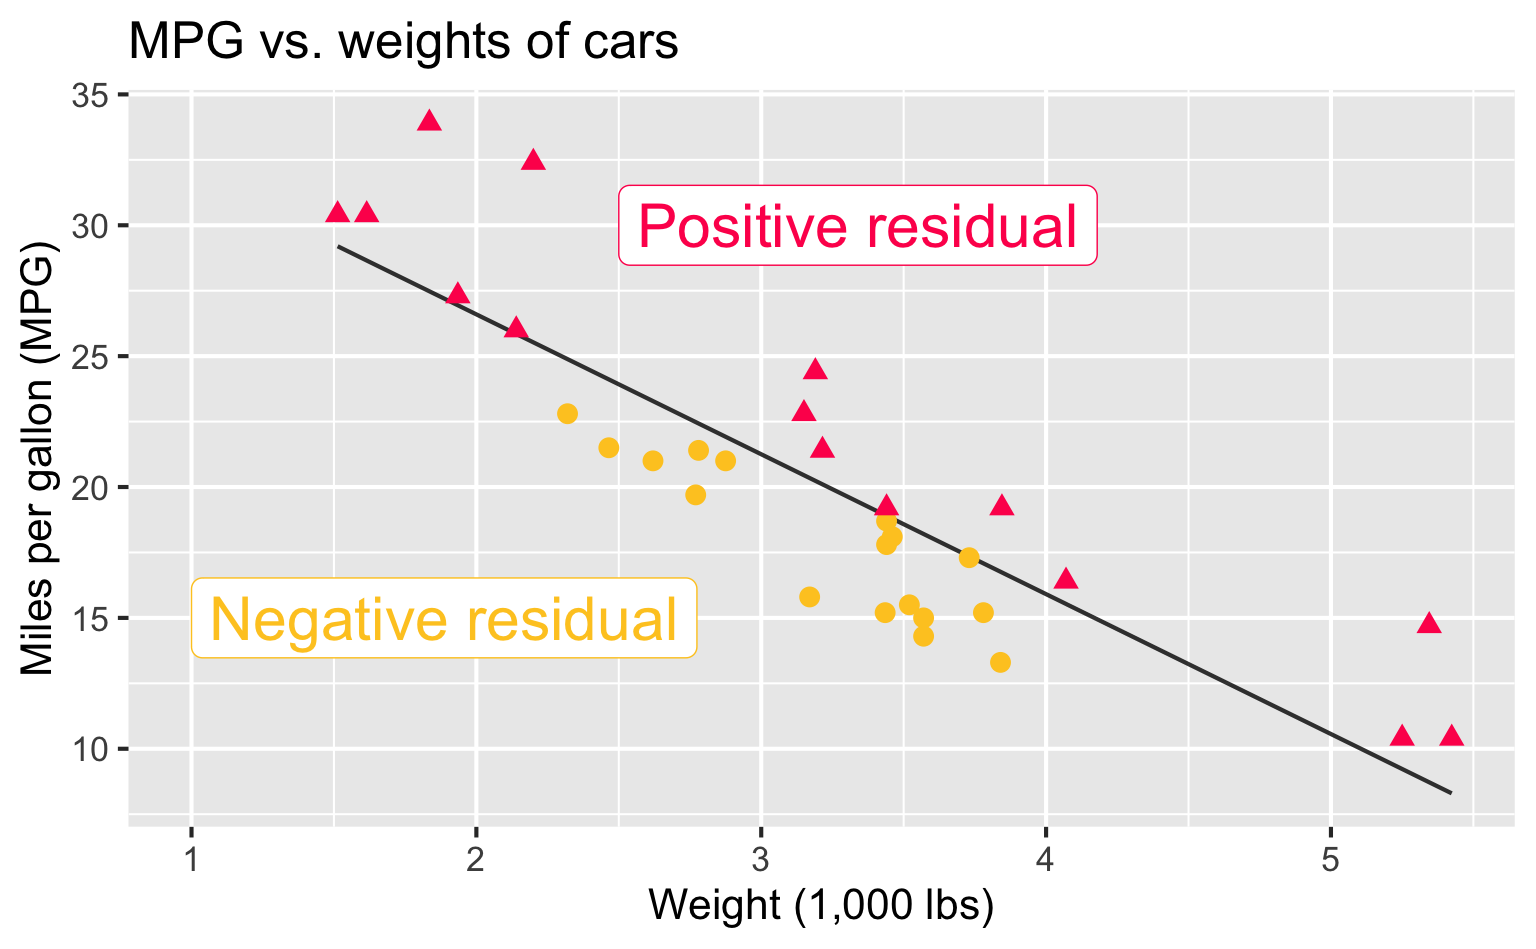 MPG vs. weights of cars
35
30
25
20
15
10
Miles per gallon (MPG)
Positive residual
Negative residual
1 2 3 4 5
Weight (1,000 lbs)